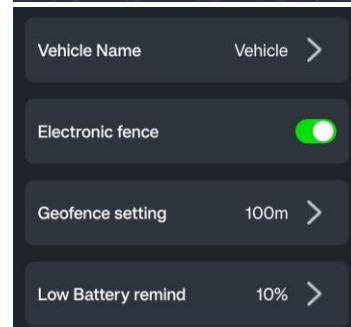 Vehicle Name Vehicle
Electronic fence
Geofence setting 100m
Low Battery remind 10%